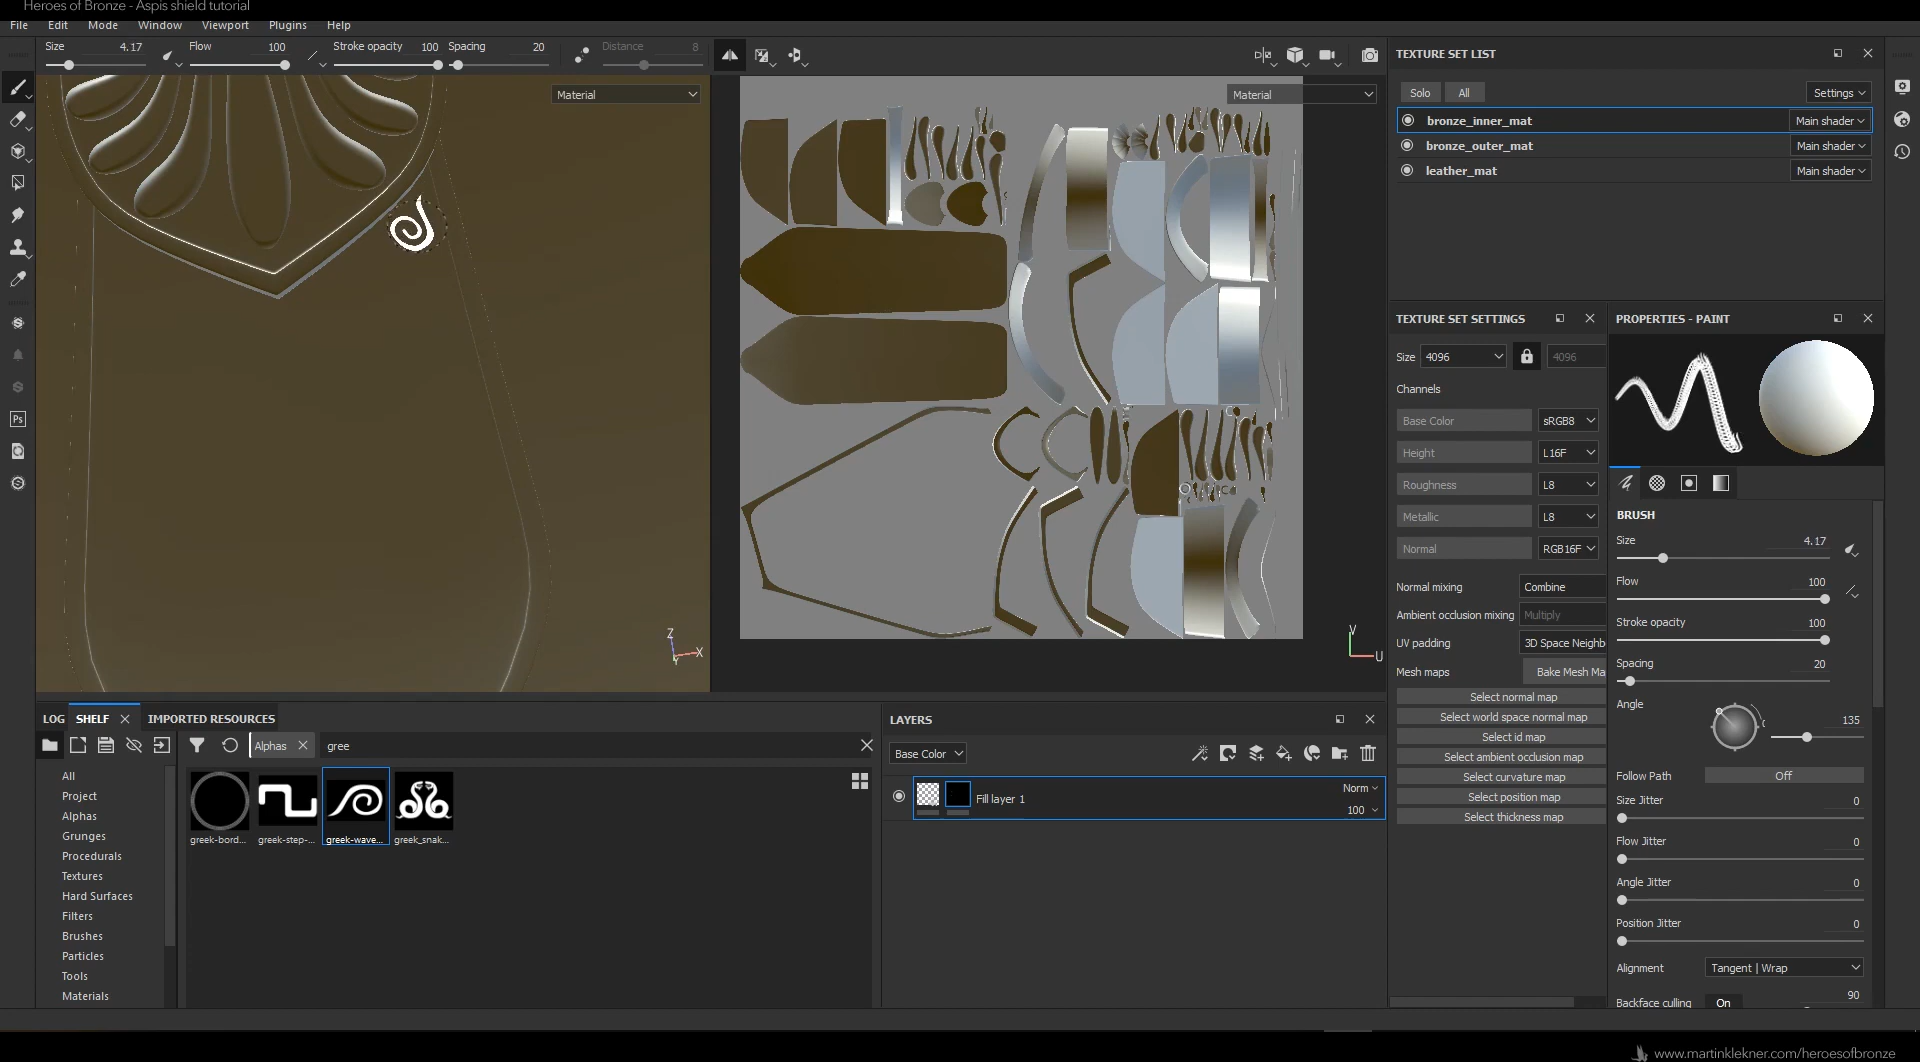 Heroes of Bronze - Aspis shield tutorial
File Edit Mode Window Viewport Plugins Help
Size 4.17 Flow 100 Stroke opacity 100 Spacing 20 Distance 8
Material
Material
Z
X
Y
V
U
TEXTURE SET LIST
Solo All Settings
bronze_inner_mat Main shader
bronze_outer_mat Main shader
leather_mat Main shader
TEXTURE SET SETTINGS
Size 4096 4096
Channels
Base Color sRGB8
Height L16F
Roughness L8
Metallic L8
Normal RGB16F
Normal mixing Combine
Ambient occlusion mixing Multiply
UV padding 3D Space Neighb
Mesh maps Bake Mesh Ma
Select normal map
Select world space normal map
Select id map
Select ambient occlusion map
Select curvature map
Select position map
Select thickness map
PROPERTIES - PAINT
BRUSH
Size 4.17
Flow 100
Stroke opacity 100
Spacing 20
Angle 135
Follow Path Off
Size Jitter 0
Flow Jitter 0
Angle Jitter 0
Position Jitter 0
Alignment Tangent | Wrap
Backface culling On 90
LOG SHELF IMPORTED RESOURCES
Alphas gree
All
Project
Alphas
Grunges
Procedurals
Textures
Hard Surfaces
Filters
Brushes
Particles
Tools
Materials
Ps
greek-bord... greek-step-... greek-wave... greek_snak...
LAYERS
Base Color
Fill layer 1 Norm
100
www.martinklekner.com/heroesofbronze